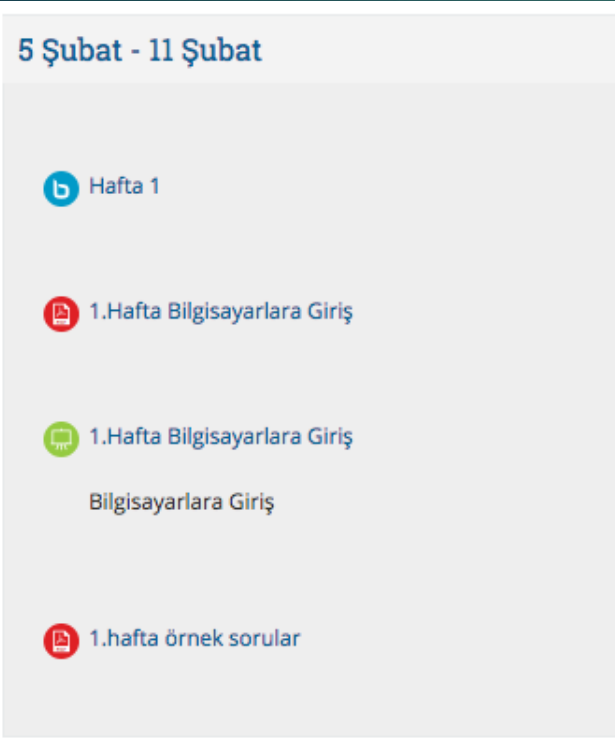 5 Şubat - 11 Şubat
Hafta 1
1.Hafta Bilgisayarlara Giriş
1.Hafta Bilgisayarlara Giriş
Bilgisayarlara Giriş
1.hafta örnek sorular